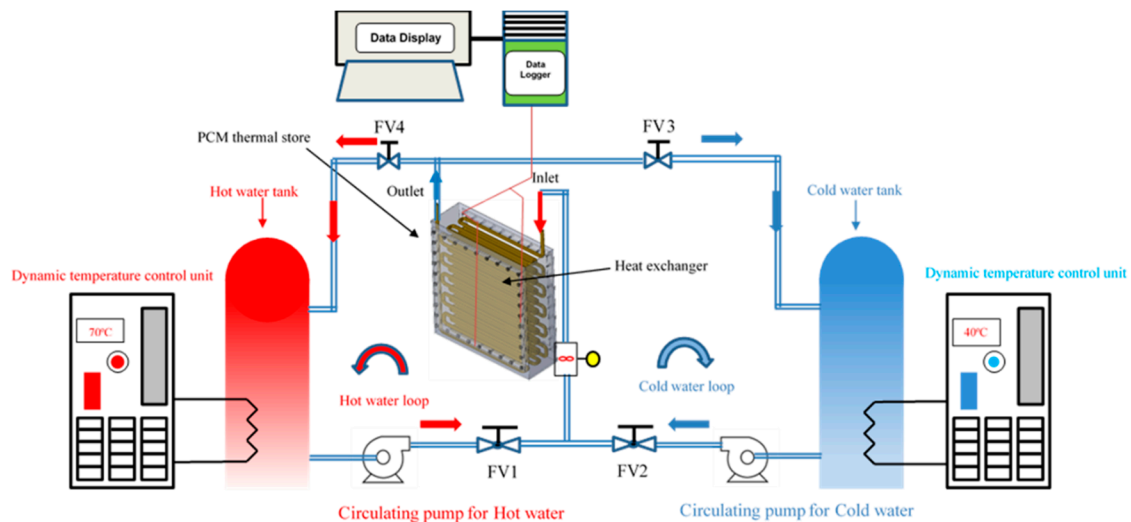 Data Display
Data
Logger
FV4
FV3
PCM thermal store
Inlet
Outlet
Hot water tank
Cold water tank
Heat exchanger
Dynamic temperature control unit
Dynamic temperature control unit
70ºC
40ºC
Hot water loop
Cold water loop
FV1
FV2
Circulating pump for Hot water
Circulating pump for Cold water